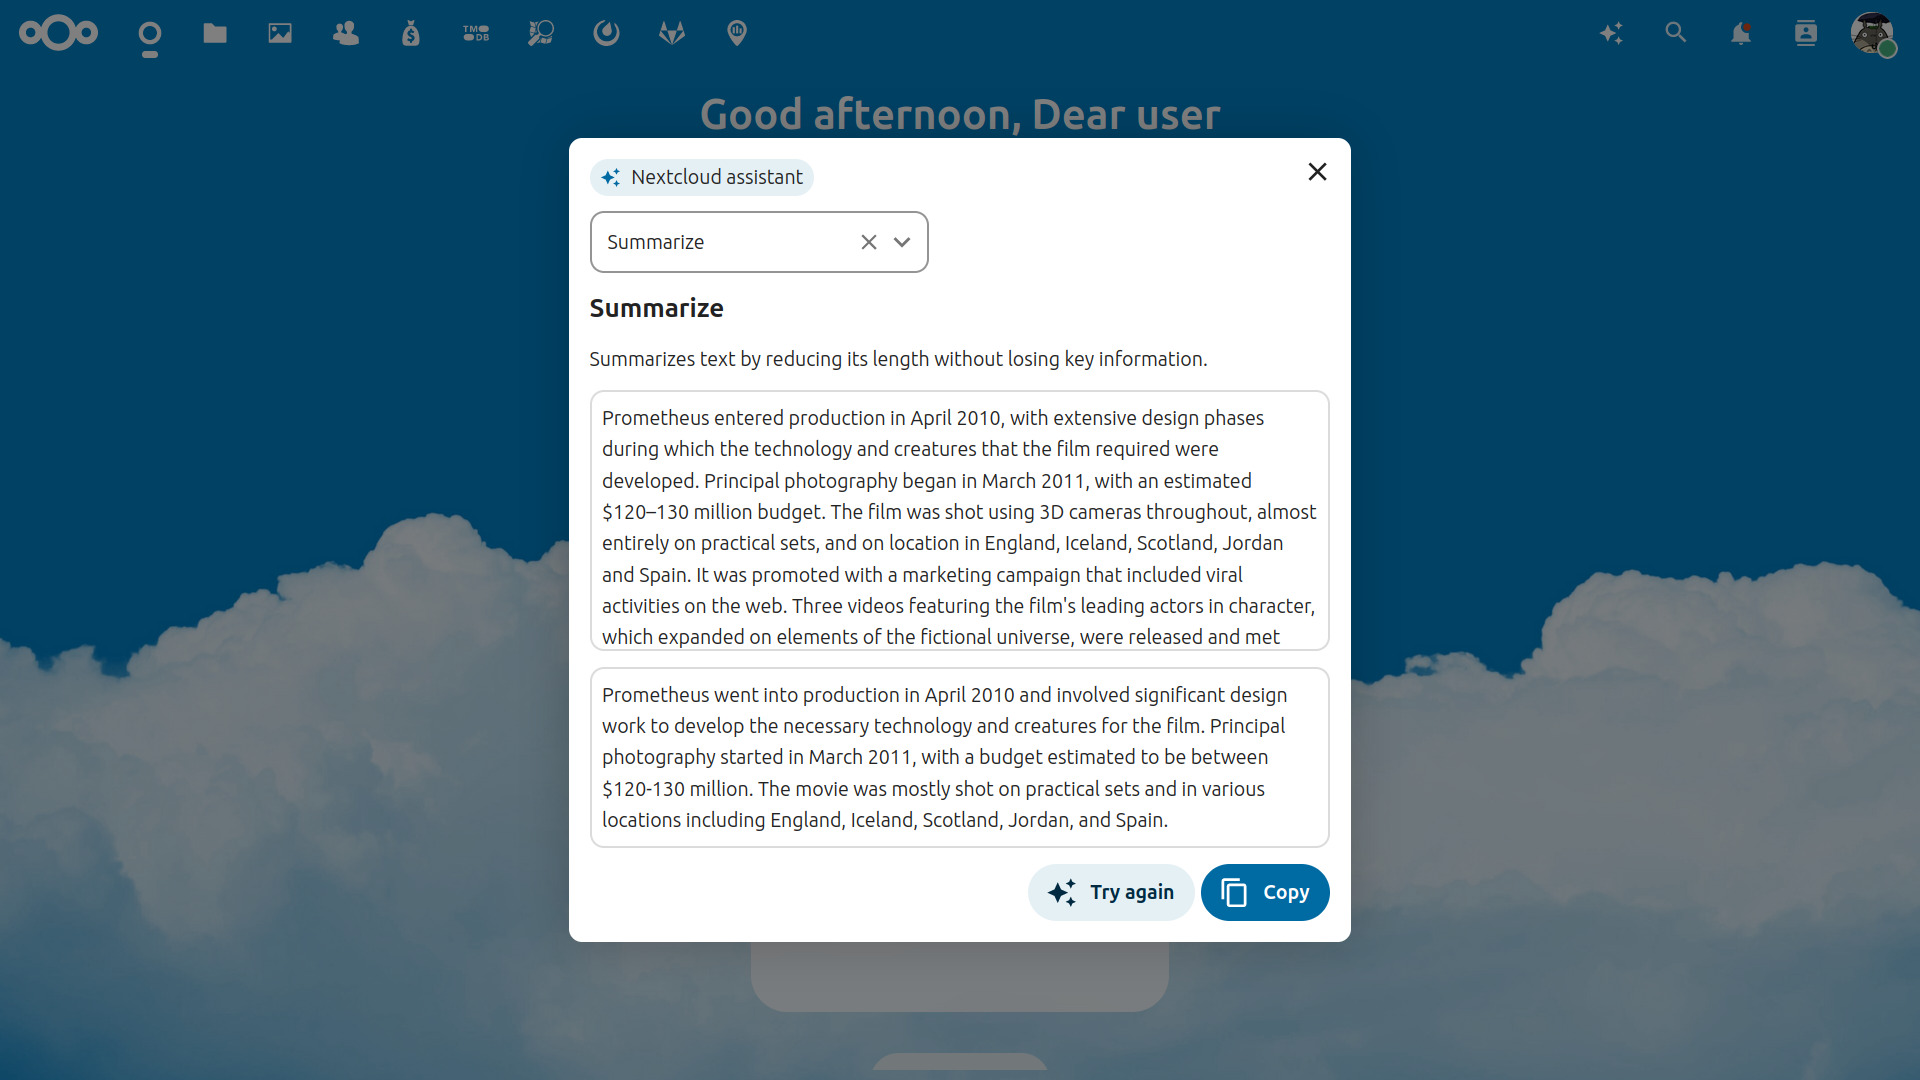 TMDB
Good afternoon, Dear user
Nextcloud assistant
Summarize
Summarize
Summarizes text by reducing its length without losing key information.
Prometheus entered production in April 2010, with extensive design phases
during which the technology and creatures that the film required were
developed. Principal photography began in March 2011, with an estimated
$120–130 million budget. The film was shot using 3D cameras throughout, almost
entirely on practical sets, and on location in England, Iceland, Scotland, Jordan
and Spain. It was promoted with a marketing campaign that included viral
activities on the web. Three videos featuring the film's leading actors in character,
which expanded on elements of the fictional universe, were released and met
Prometheus went into production in April 2010 and involved significant design
work to develop the necessary technology and creatures for the film. Principal
photography started in March 2011, with a budget estimated to be between
$120-130 million. The movie was mostly shot on practical sets and in various
locations including England, Iceland, Scotland, Jordan, and Spain.
Try again
Copy